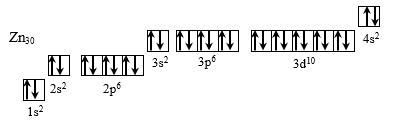 Zn30
4s²
3s² 3p⁶ 3d¹⁰
2s² 2p⁶
1s²